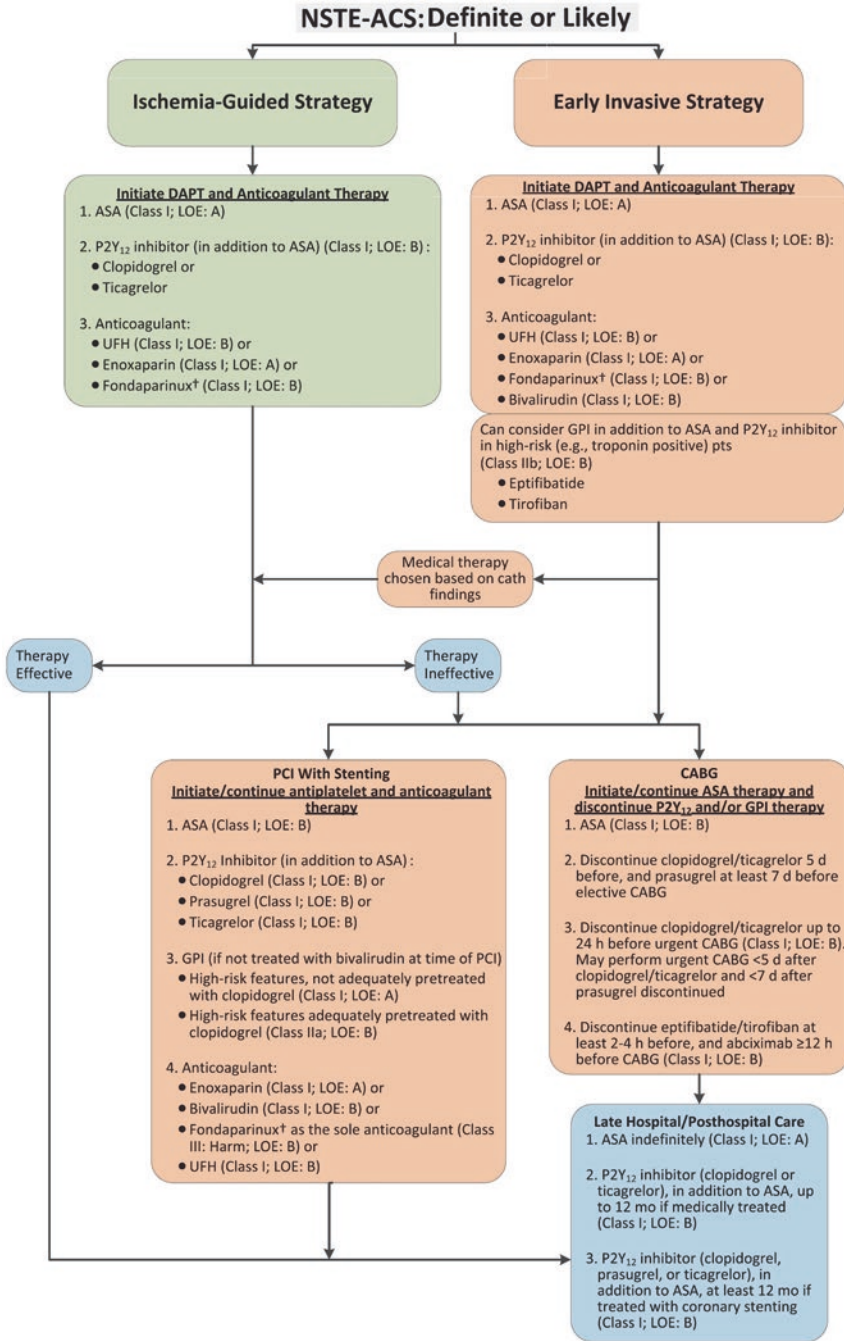 NSTE-ACS: Definite or Likely
Ischemia-Guided Strategy
Early Invasive Strategy
Initiate DAPT and Anticoagulant Therapy
1. ASA (Class I; LOE: A)
2. P2Y₁₂ inhibitor (in addition to ASA) (Class I; LOE: B) :
● Clopidogrel or
● Ticagrelor
3. Anticoagulant:
● UFH (Class I; LOE: B) or
● Enoxaparin (Class I; LOE: A) or
● Fondaparinux† (Class I; LOE: B)
Initiate DAPT and Anticoagulant Therapy
1. ASA (Class I; LOE: A)
2. P2Y₁₂ inhibitor (in addition to ASA) (Class I; LOE: B):
● Clopidogrel or
● Ticagrelor
3. Anticoagulant:
● UFH (Class I; LOE: B) or
● Enoxaparin (Class I; LOE: A) or
● Fondaparinux† (Class I; LOE: B) or
● Bivalirudin (Class I; LOE: B)
Can consider GPI in addition to ASA and P2Y₁₂ inhibitor
in high-risk (e.g., troponin positive) pts
(Class IIb; LOE: B)
● Eptifibatide
● Tirofiban
Medical therapy
chosen based on cath
findings
Therapy
Effective
Therapy
Ineffective
PCI With Stenting
Initiate/continue antiplatelet and anticoagulant
therapy
1. ASA (Class I; LOE: B)
2. P2Y₁₂ Inhibitor (in addition to ASA) :
● Clopidogrel (Class I; LOE: B) or
● Prasugrel (Class I; LOE: B) or
● Ticagrelor (Class I; LOE: B)
3. GPI (if not treated with bivalirudin at time of PCI)
● High-risk features, not adequately pretreated
with clopidogrel (Class I; LOE: A)
● High-risk features adequately pretreated with
clopidogrel (Class IIa; LOE: B)
4. Anticoagulant:
● Enoxaparin (Class I; LOE: A) or
● Bivalirudin (Class I; LOE: B) or
● Fondaparinux† as the sole anticoagulant (Class
III: Harm; LOE: B) or
● UFH (Class I; LOE: B)
CABG
Initiate/continue ASA therapy and
discontinue P2Y₁₂ and/or GPI therapy
1. ASA (Class I; LOE: B)
2. Discontinue clopidogrel/ticagrelor 5 d
before, and prasugrel at least 7 d before
elective CABG
3. Discontinue clopidogrel/ticagrelor up to
24 h before urgent CABG (Class I; LOE: B).
May perform urgent CABG <5 d after
clopidogrel/ticagrelor and <7 d after
prasugrel discontinued
4. Discontinue eptifibatide/tirofiban at
least 2-4 h before, and abciximab ≥12 h
before CABG (Class I; LOE: B)
Late Hospital/Posthospital Care
1. ASA indefinitely (Class I; LOE: A)
2. P2Y₁₂ inhibitor (clopidogrel or
ticagrelor), in addition to ASA, up
to 12 mo if medically treated
(Class I; LOE: B)
3. P2Y₁₂ inhibitor (clopidogrel,
prasugrel, or ticagrelor), in
addition to ASA, at least 12 mo if
treated with coronary stenting
(Class I; LOE: B)